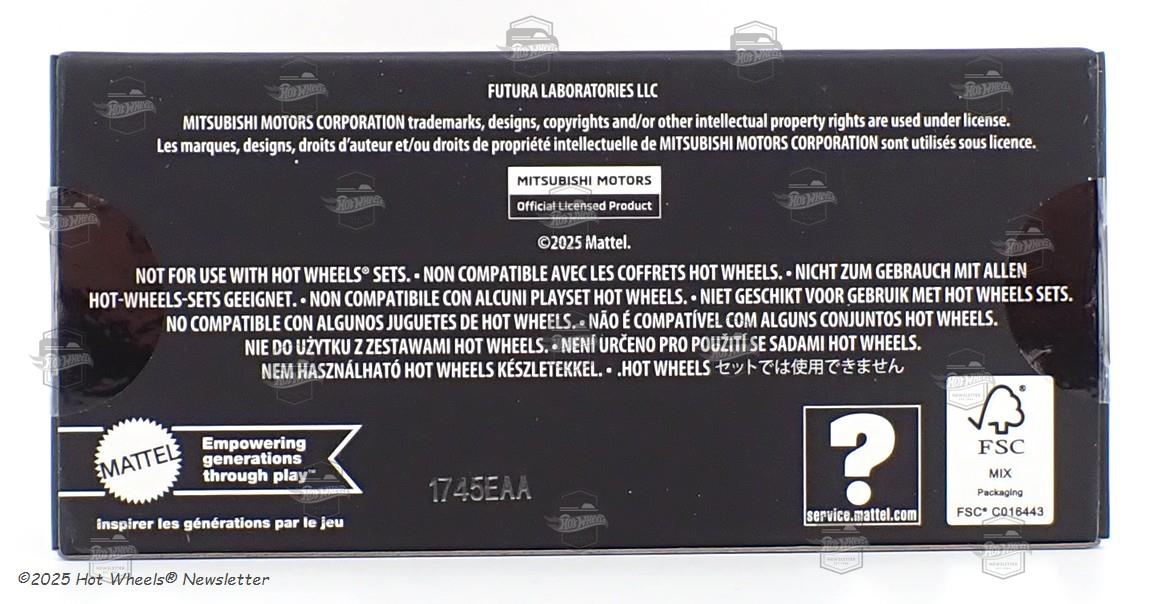 FUTURA LABORATORIES LLC
MITSUBISHI MOTORS CORPORATION trademarks, designs, copyrights and/or other intellectual property rights are used under license.
Les marques, designs, droits d'auteur et/ou droits de propriété intellectuelle de MITSUBISHI MOTORS CORPORATION sont utilisés sous licence.
MITSUBISHI MOTORS
Official Licensed Product
©2025 Mattel.
NOT FOR USE WITH HOT WHEELS® SETS. • NON COMPATIBLE AVEC LES COFFRETS HOT WHEELS. • NICHT ZUM GEBRAUCH MIT ALLEN
HOT-WHEELS-SETS GEEIGNET. • NON COMPATIBILE CON ALCUNI PLAYSET HOT WHEELS. • NIET GESCHIKT VOOR GEBRUIK MET HOT WHEELS SETS.
NO COMPATIBLE CON ALGUNOS JUGUETES DE HOT WHEELS. • NÃO É COMPATÍVEL COM ALGUNS CONJUNTOS HOT WHEELS.
NIE DO UŻYTKU Z ZESTAWAMI HOT WHEELS. • NENÍ URČENO PRO POUŽITÍ SE SADAMI HOT WHEELS.
NEM HASZNÁLHATÓ HOT WHEELS KÉSZLETEKKEL. • .HOT WHEELS セットでは使用できません
MATTEL
Empowering
generations
through play™
Inspirer les générations par le jeu
1745EAA
?
service.mattel.com
®
FSC
MIX
Packaging
FSC® C016443
©2025 Hot Wheels® Newsletter